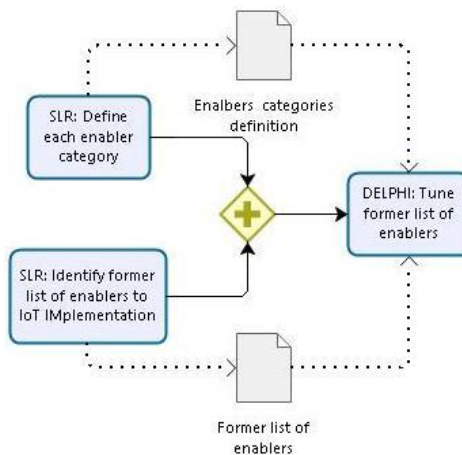 Enalbers categories
definition
SLR: Define
each enabler
category
DELPHI: Tune
former list of
enablers
SLR: Identify former
list of enablers to
IoT IMplementation
Former list of
enablers